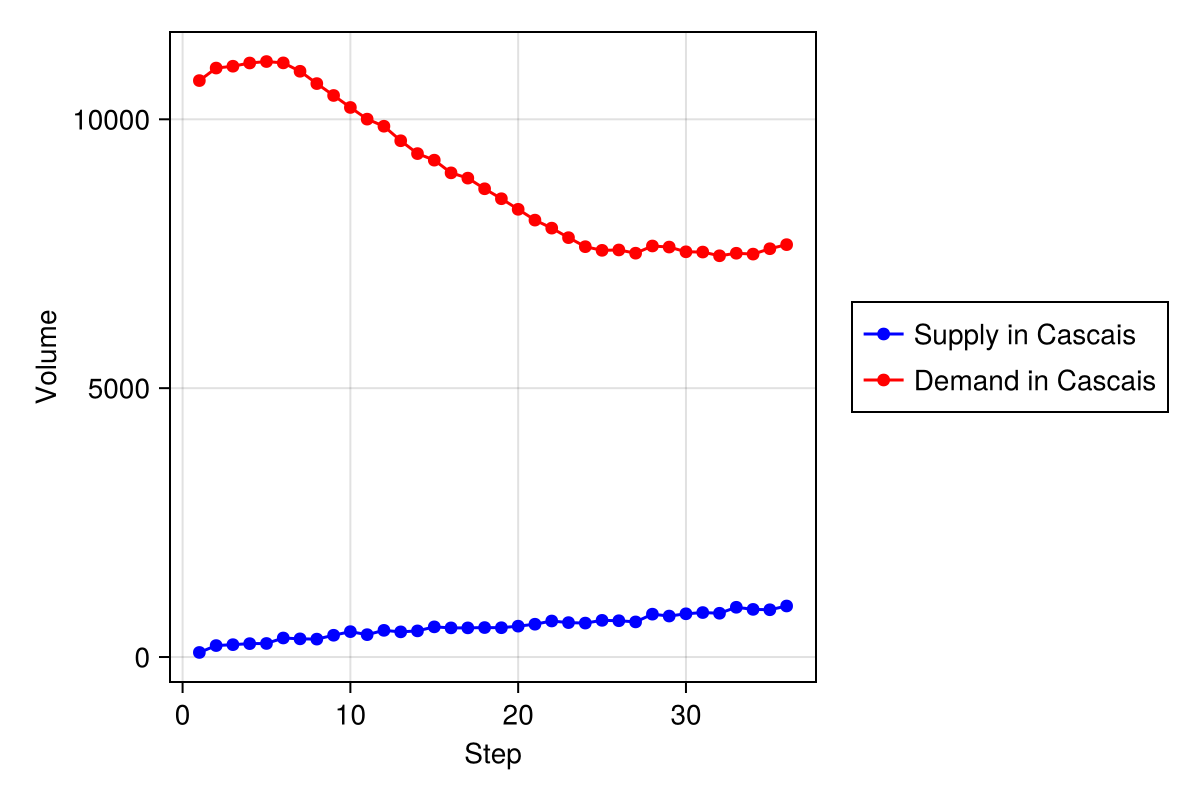 10000
5000
0
Volume
0 10 20 30
Step
Supply in Cascais
Demand in Cascais